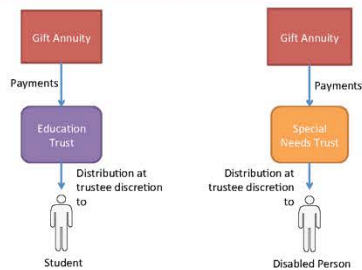 Gift Annuity
Payments
Education
Trust
Distribution at
trustee discretion
to
Student
Gift Annuity
Payments
Special
Needs Trust
Distribution at
trustee discretion
to
Disabled Person